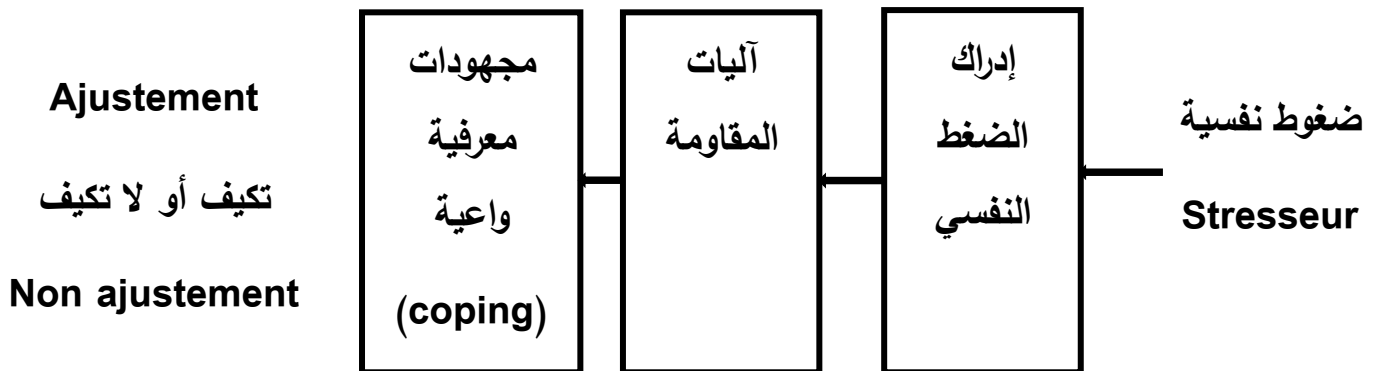 ضغوط نفسية
Stresseur
إدراك
الضغط
النفسي
آليات
المقاومة
مجهودات
معرفية
واعية
(coping)
Ajustement
تكيف أو لا تكيف
Non ajustement